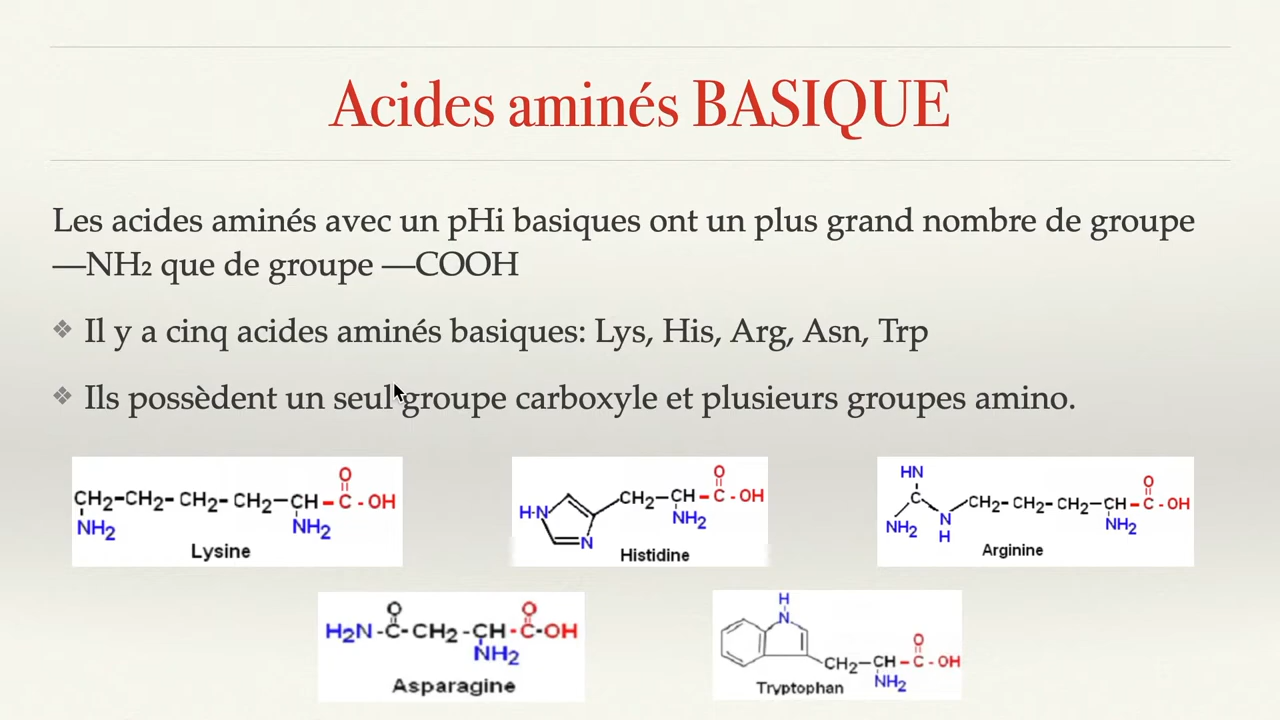 Acides aminés BASIQUE
Les acides aminés avec un pHi basiques ont un plus grand nombre de groupe
—NH₂ que de groupe —COOH
❖ Il y a cinq acides aminés basiques: Lys, His, Arg, Asn, Trp
❖ Ils possèdent un seul groupe carboxyle et plusieurs groupes amino.
O
CH2-CH2- CH2- CH2-CH-C-OH
NH2 NH2
Lysine
O
CH2-CH-C-OH
H-N NH2
N
Histidine
HN O
C CH2-CH2-CH2-CH-C-OH
NH2 N NH2
H
Arginine
O O
H2N-C-CH2-CH-C-OH
NH2
Asparagine
H
N
O
CH2-CH-C-OH
NH2
Tryptophan